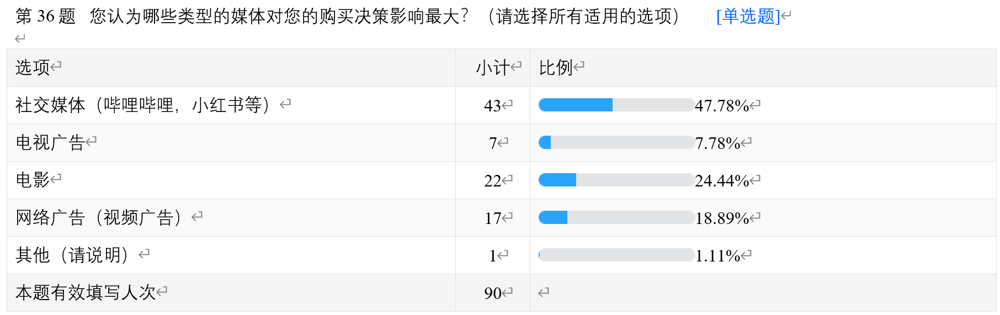 第 36 题 您认为哪些类型的媒体对您的购买决策影响最大？（请选择所有适用的选项） [单选题]
选项 小计 比例
社交媒体（哔哩哔哩，小红书等） 43 47.78%
电视广告 7 7.78%
电影 22 24.44%
网络广告（视频广告） 17 18.89%
其他（请说明） 1 1.11%
本题有效填写人次 90